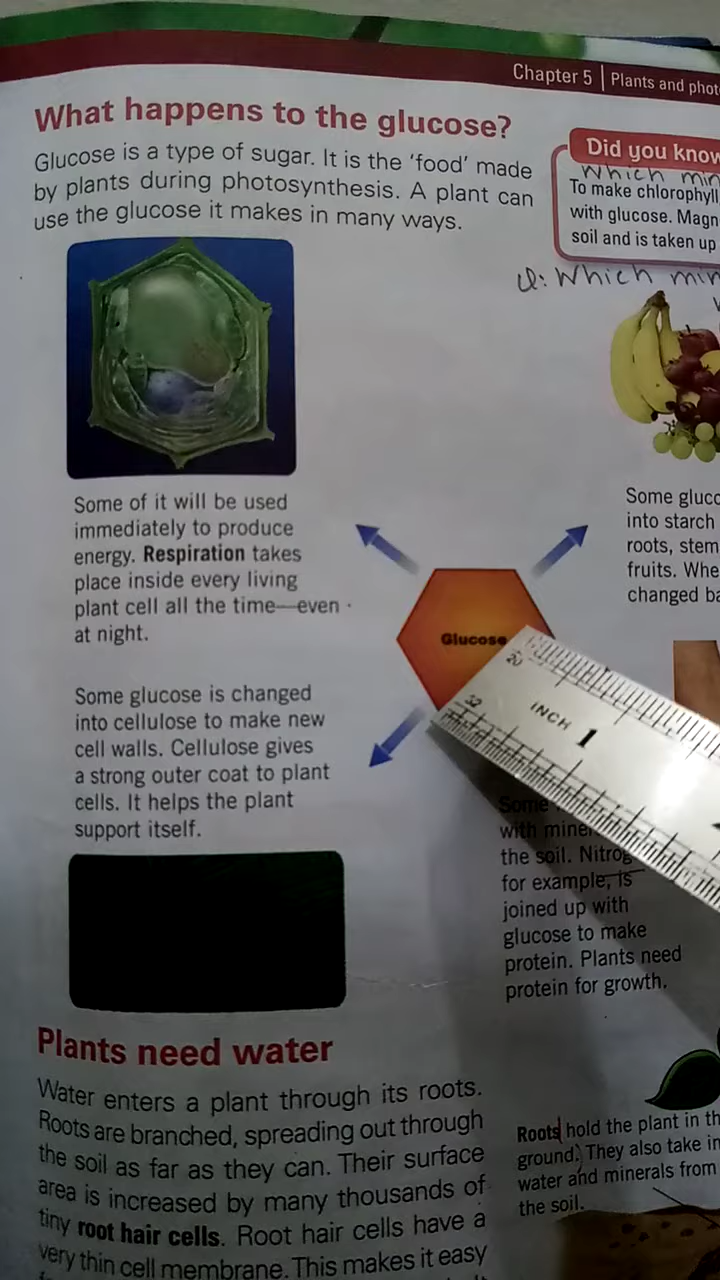 Chapter 5 | Plants and phot
What happens to the glucose?
Glucose is a type of sugar. It is the 'food' made
by plants during photosynthesis. A plant can
use the glucose it makes in many ways.
Did you know
Which min
To make chlorophyll
with glucose. Magn
soil and is taken up
Q: Which min
Some of it will be used
immediately to produce
energy. Respiration takes
place inside every living
plant cell all the time—even
at night.
Some gluco
into starch
roots, stem
fruits. Whe
changed ba
Glucose
20
32
INCH 1
Some glucose is changed
into cellulose to make new
cell walls. Cellulose gives
a strong outer coat to plant
cells. It helps the plant
support itself.
Some
with miner
the soil. Nitrog
for example, is
joined up with
glucose to make
protein. Plants need
protein for growth.
Plants need water
Water enters a plant through its roots.
Roots are branched, spreading out through
the soil as far as they can. Their surface
area is increased by many thousands of
tiny root hair cells. Root hair cells have a
very thin cell membrane. This makes it easy
Roots hold the plant in th
ground. They also take in
water and minerals from
the soil.